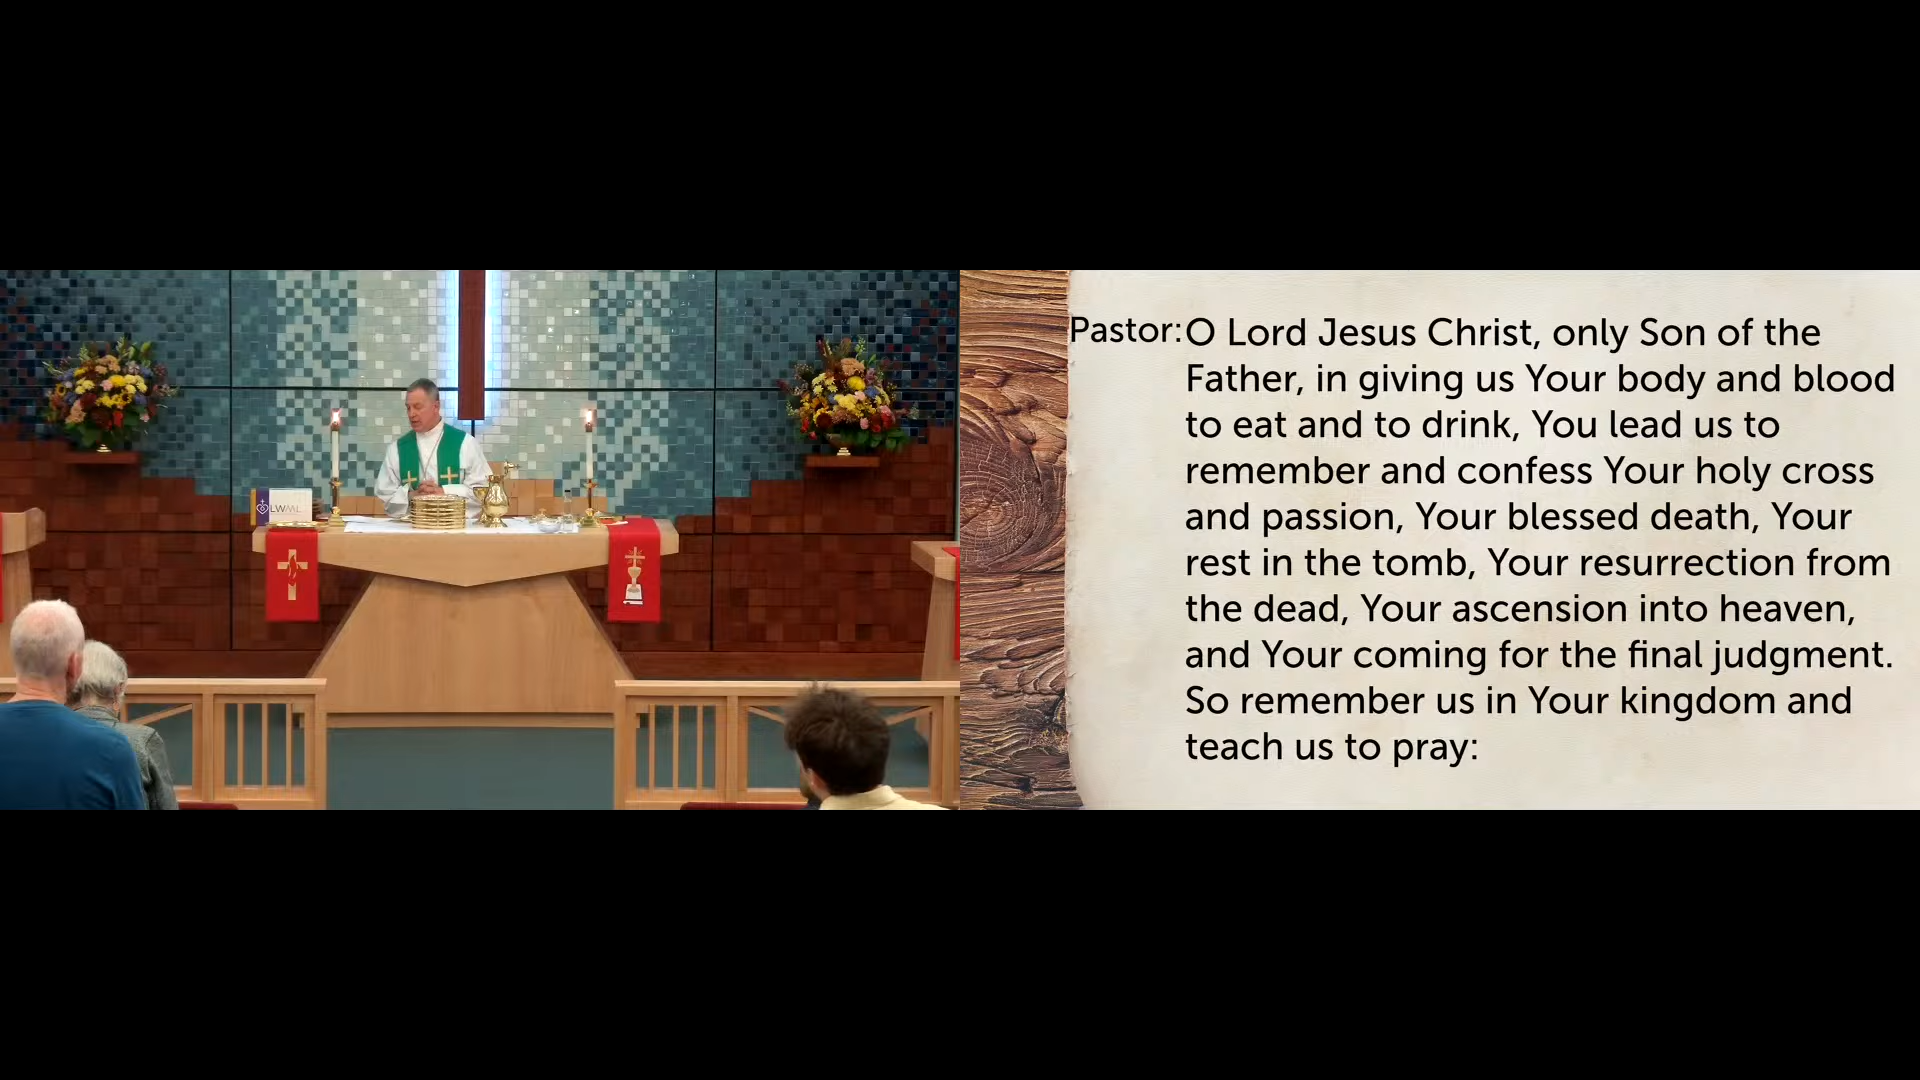 LWML
Pastor:O Lord Jesus Christ, only Son of the
Father, in giving us Your body and blood
to eat and to drink, You lead us to
remember and confess Your holy cross
and passion, Your blessed death, Your
rest in the tomb, Your resurrection from
the dead, Your ascension into heaven,
and Your coming for the final judgment.
So remember us in Your kingdom and
teach us to pray: